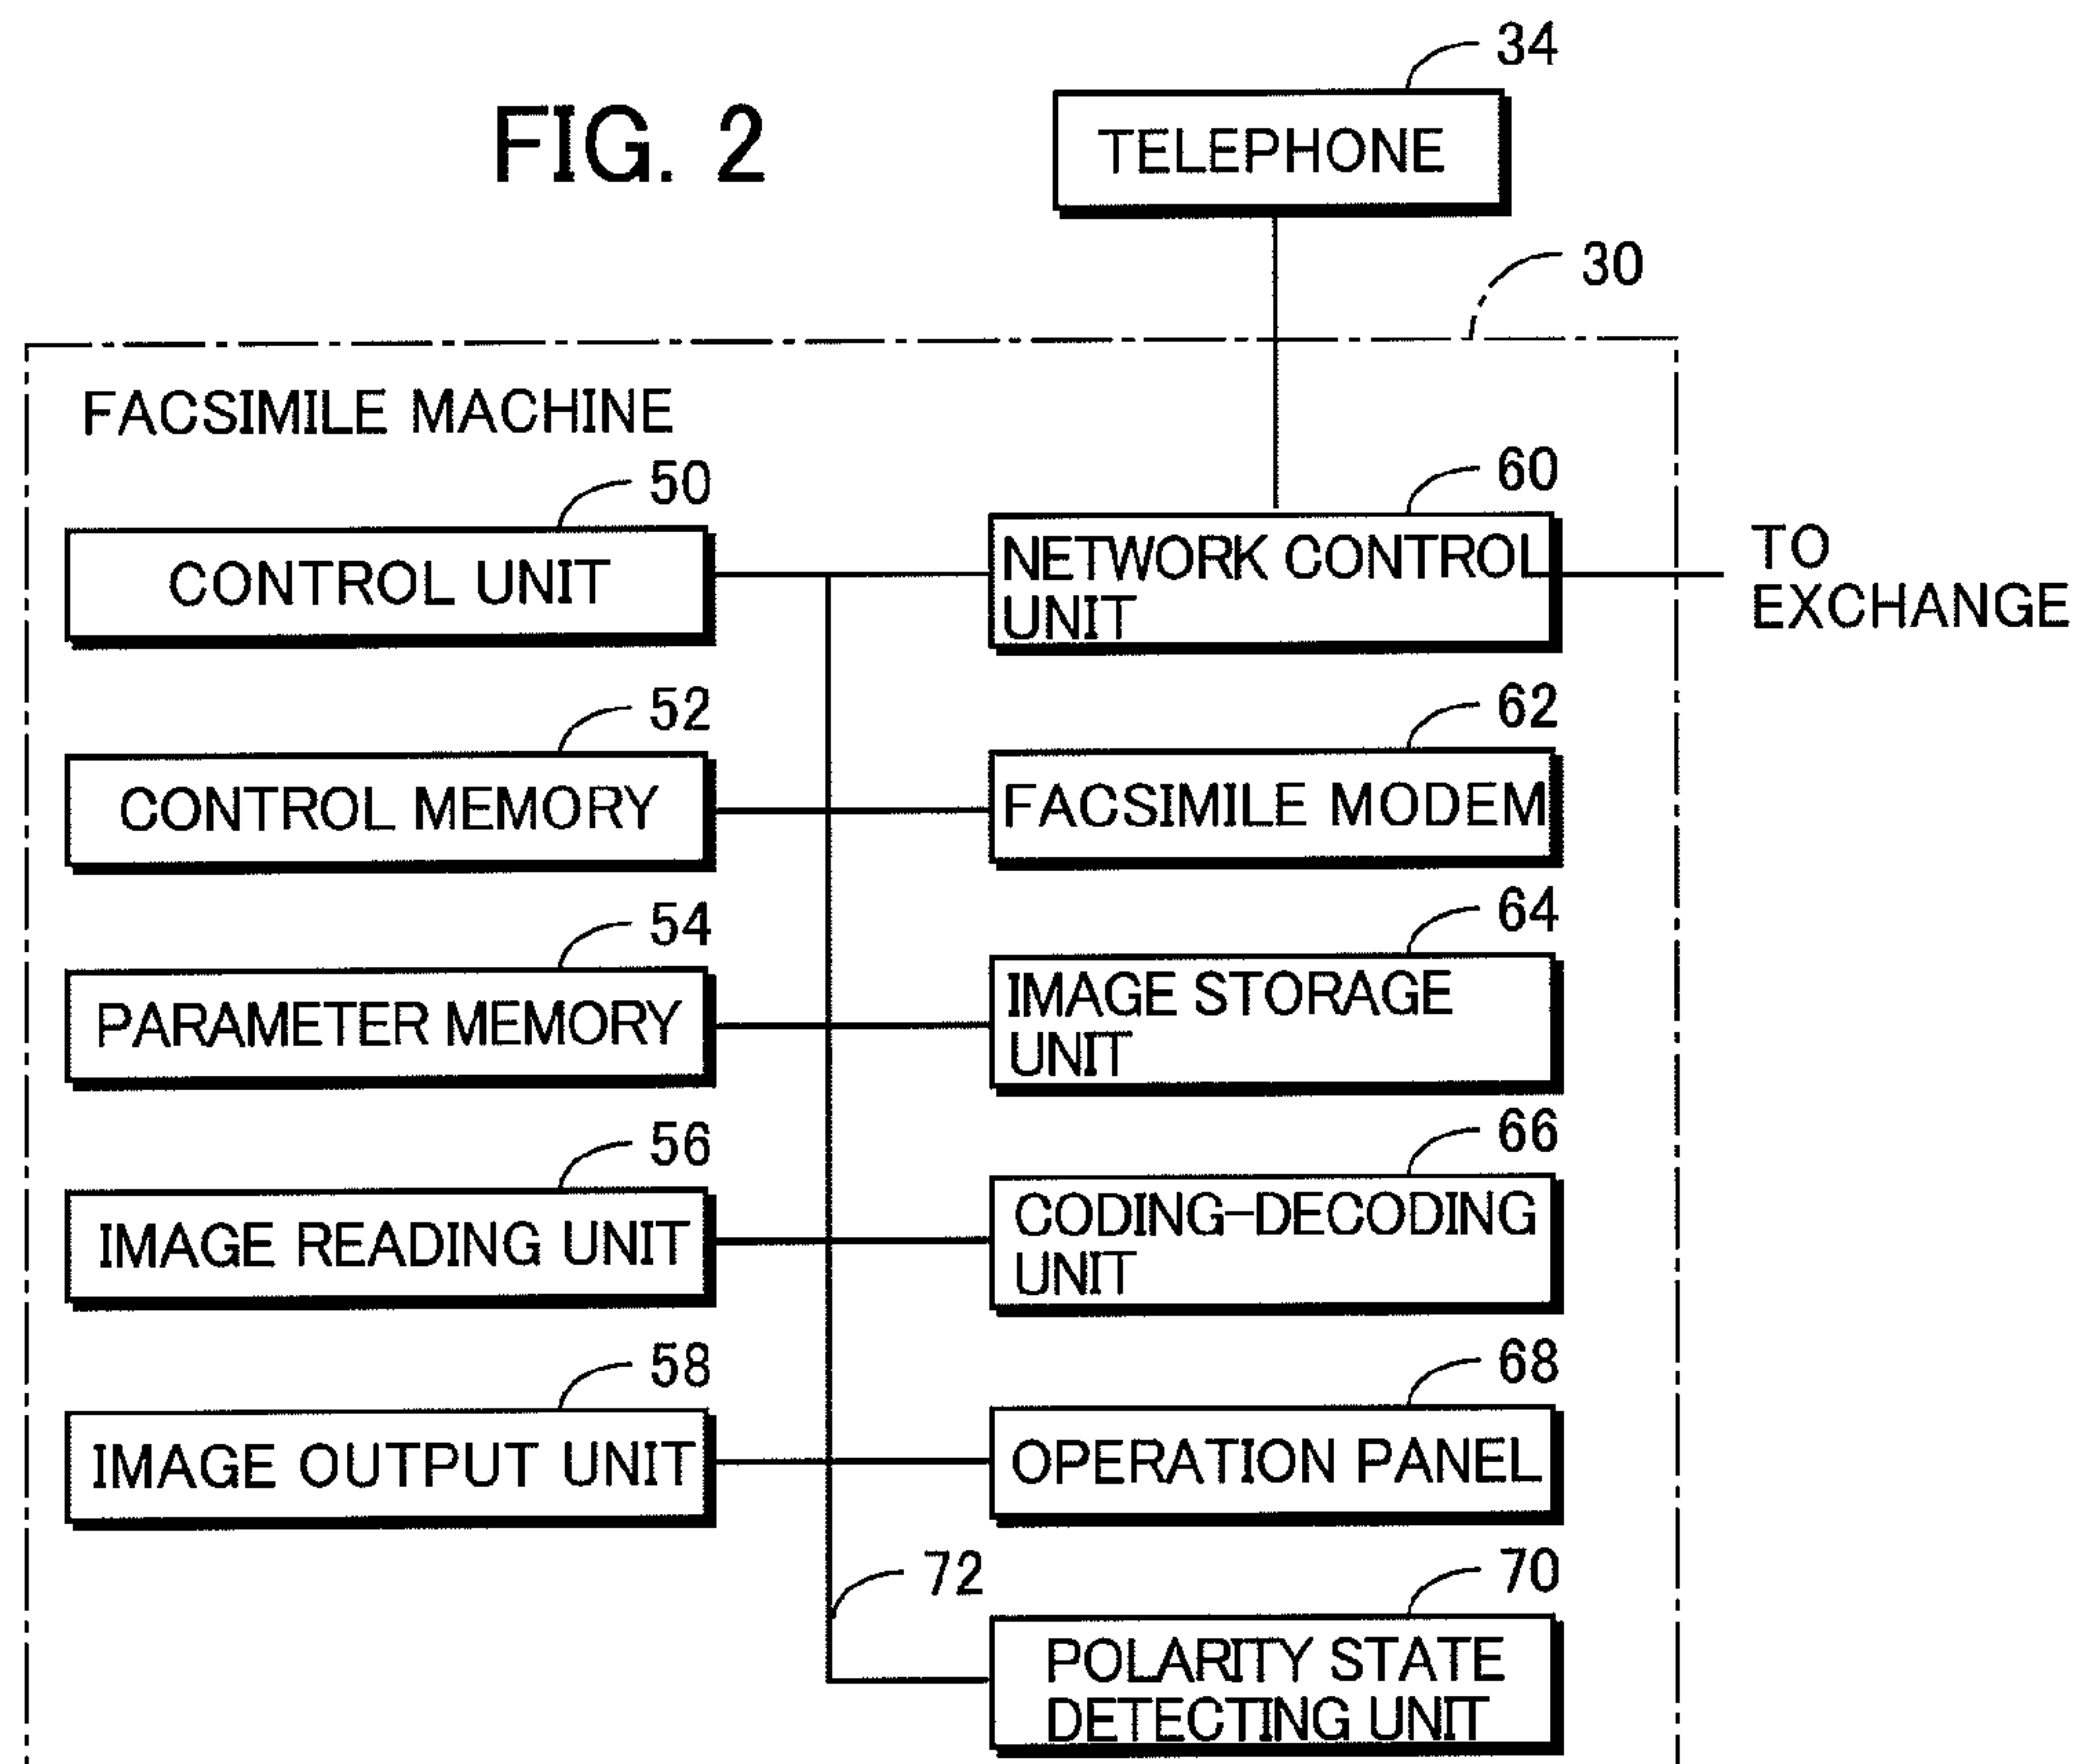 FIG. 2
34
TELEPHONE
30
FACSIMILE MACHINE
50
CONTROL UNIT
60
NETWORK CONTROL
UNIT
TO
EXCHANGE
52
CONTROL MEMORY
62
FACSIMILE MODEM
54
PARAMETER MEMORY
64
IMAGE STORAGE
UNIT
56
IMAGE READING UNIT
66
CODING-DECODING
UNIT
58
IMAGE OUTPUT UNIT
68
OPERATION PANEL
72
70
POLARITY STATE
DETECTING UNIT